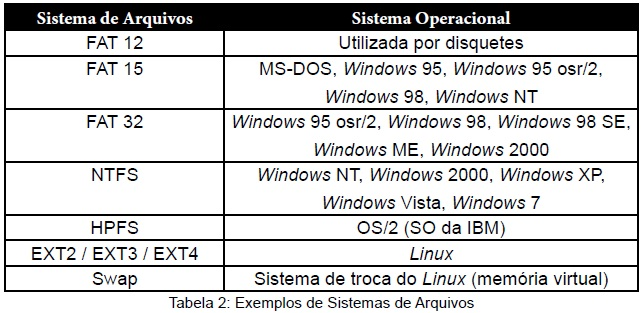 Sistema de Arquivos Sistema Operacional
FAT 12 Utilizada por disquetes
FAT 15 MS-DOS, Windows 95, Windows 95 osr/2,
Windows 98, Windows NT
FAT 32 Windows 95 osr/2, Windows 98, Windows 98 SE,
Windows ME, Windows 2000
NTFS Windows NT, Windows 2000, Windows XP,
Windows Vista, Windows 7
HPFS OS/2 (SO da IBM)
EXT2 / EXT3 / EXT4 Linux
Swap Sistema de troca do Linux (memória virtual)
Tabela 2: Exemplos de Sistemas de Arquivos